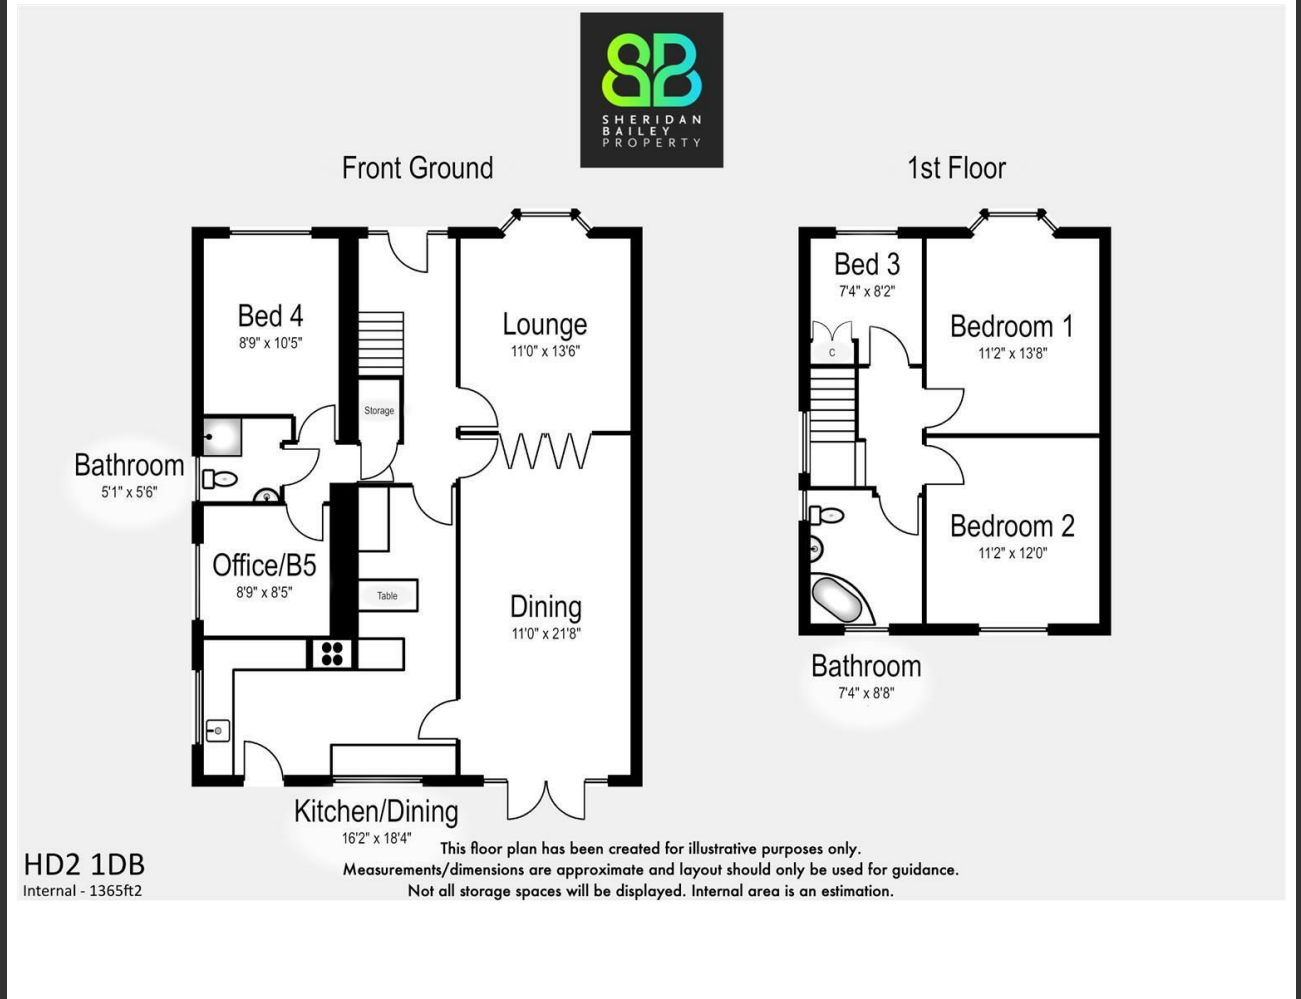 SHERIDAN
BAILEY
PROPERTY
Front Ground
1st Floor
Bed 4
8'9" x 10'5"
Lounge
11'0" x 13'6"
Storage
Bathroom
5'1" x 5'6"
Office/B5
8'9" x 8'5"
Table
Dining
11'0" x 21'8"
Kitchen/Dining
16'2" x 18'4"
Bed 3
7'4" x 8'2"
C
Bedroom 1
11'2" x 13'8"
Bedroom 2
11'2" x 12'0"
Bathroom
7'4" x 8'8"
HD2 1DB
Internal - 1365ft2
This floor plan has been created for illustrative purposes only.
Measurements/dimensions are approximate and layout should only be used for guidance.
Not all storage spaces will be displayed. Internal area is an estimation.